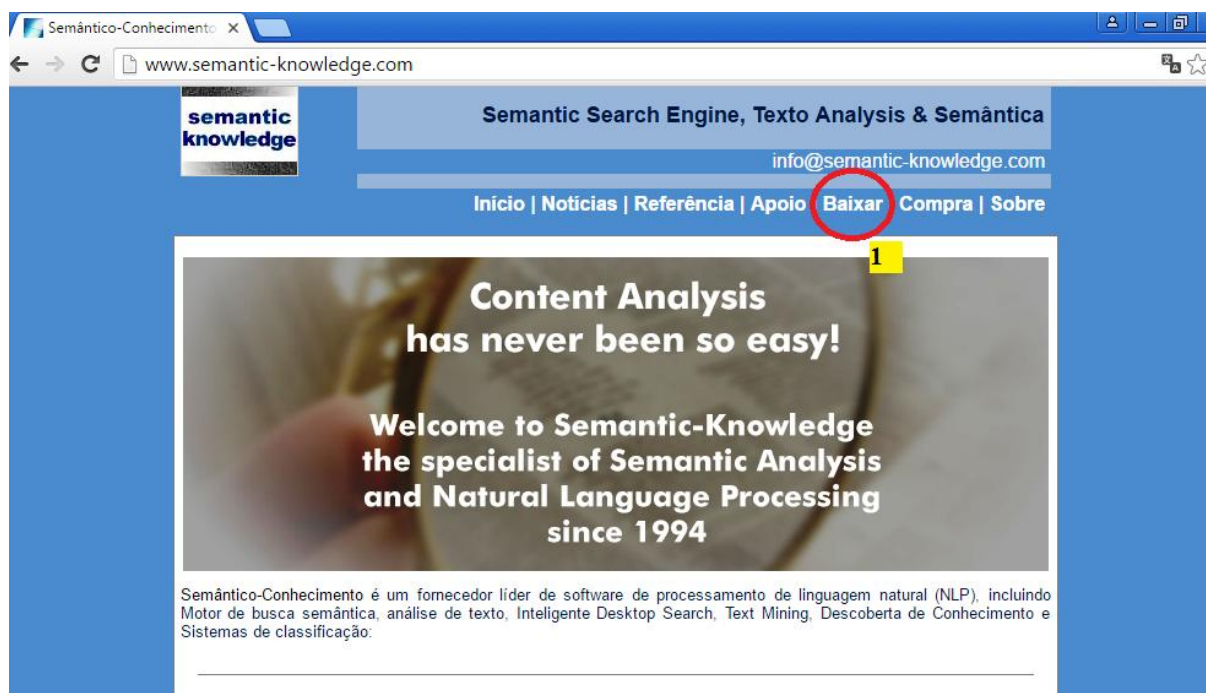 Semântico-Conhecimento
www.semantic-knowledge.com
semantic
knowledge
Semantic Search Engine, Texto Analysis & Semântica
info@semantic-knowledge.com
Início | Notícias | Referência | Apoio | Baixar | Compra | Sobre
1
Content Analysis
has never been so easy!
Welcome to Semantic-Knowledge
the specialist of Semantic Analysis
and Natural Language Processing
since 1994
Semântico-Conhecimento é um fornecedor líder de software de processamento de linguagem natural (NLP), incluindo
Motor de busca semântica, análise de texto, Inteligente Desktop Search, Text Mining, Descoberta de Conhecimento e
Sistemas de classificação: